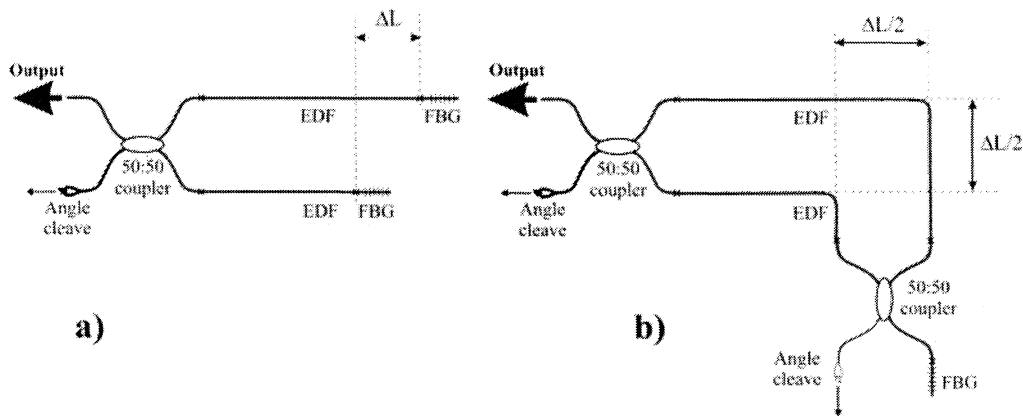 ΔL
Output
EDF
FBG
50:50
coupler
EDF
FBG
Angle
cleave
a)
ΔL/2
Output
EDF
ΔL/2
50:50
coupler
EDF
Angle
cleave
50:50
coupler
b)
Angle
cleave
FBG